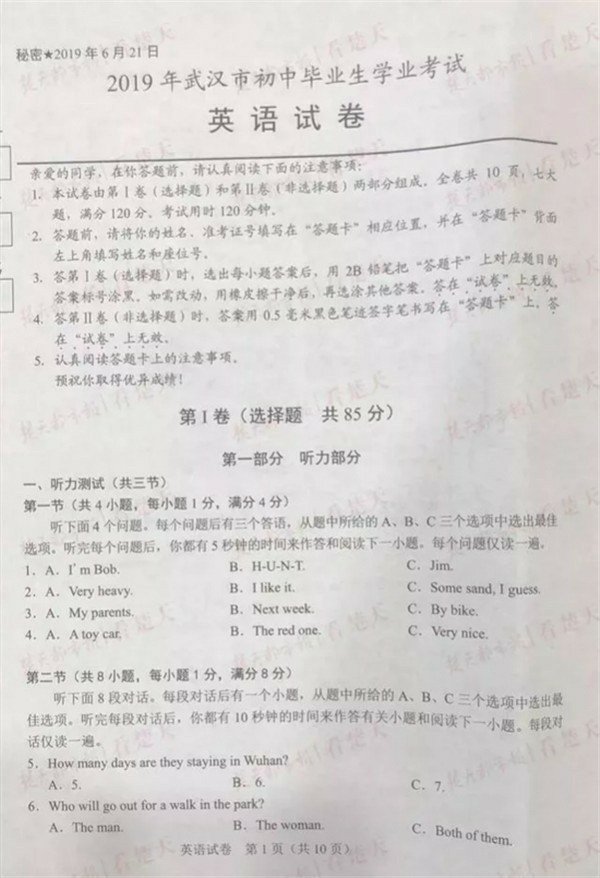 秘密★2019年6月21日
2019年武汉市初中毕业生学业考试
英语试卷
亲爱的同学，在你答题前，请认真阅读下面的注意事项：
1．本试卷由第Ⅰ卷（选择题）和第Ⅱ卷（非选择题）两部分组成。全卷共 10 页，七大
题，满分120分。考试用时120分钟。
2．答题前，请将你的姓名、准考证号填写在“答题卡”相应位置，并在“答题卡”背面
左上角填写姓名和座位号。
3．答第Ⅰ卷（选择题）时，选出每小题答案后，用 2B 铅笔把“答题卡”上对应题目的
答案标号涂黑。如需改动，用橡皮擦干净后，再选涂其他答案。答在“试卷”上无效。
4．答第Ⅱ卷（非选择题）时，答案用0.5毫米黑色笔迹签字笔书写在“答题卡”上。答
在“试卷”上无效。
5．认真阅读答题卡上的注意事项。
预祝你取得优异成绩！
第Ⅰ卷（选择题 共85分）
第一部分 听力部分
一、听力测试（共三节）
第一节（共4小题，每小题1分，满分4分）
听下面4个问题。每个问题后有三个答语，从题中所给的A、B、C三个选项中选出最佳
选项。听完每个问题后，你都有5秒钟的时间来作答和阅读下一小题。每个问题仅读一遍。
1．A．I'm Bob. B．H-U-N-T. C．Jim.
2．A．Very heavy. B．I like it. C．Some sand, I guess.
3．A．My parents. B．Next week. C．By bike.
4．A．A toy car. B．The red one. C．Very nice.
第二节（共8小题，每小题1分，满分8分）
听下面8段对话。每段对话后有一个小题，从题中所给的A、B、C三个选项中选出最
佳选项。听完每段对话后，你都有10秒钟的时间来作答有关小题和阅读下一小题。每段对
话仅读一遍。
5．How many days are they staying in Wuhan?
A．5. B．6. C．7.
6．Who will go out for a walk in the park?
A．The man. B．The woman. C．Both of them.
英语试卷 第1页（共10页）